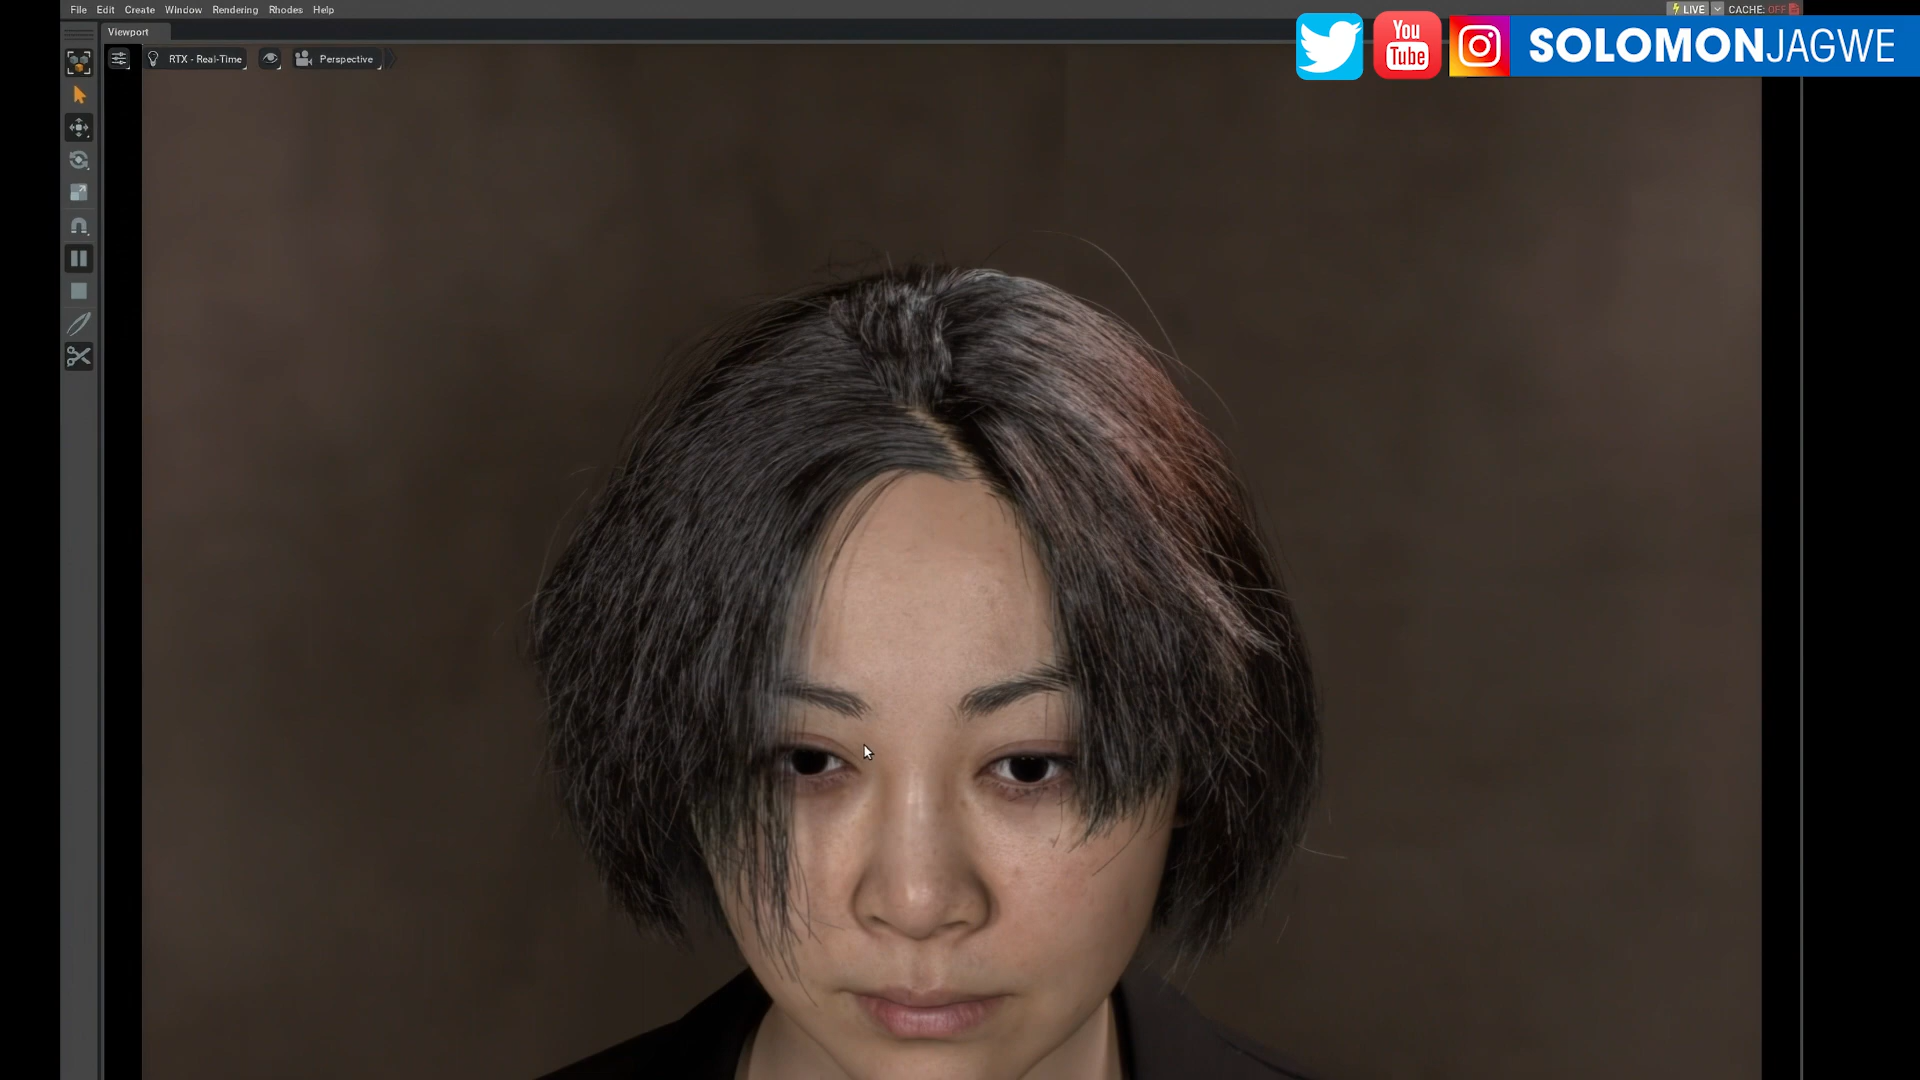 File Edit Create Window Rendering Rhodes Help
LIVE CACHE: OFF
Viewport
RTX - Real-Time Perspective
You
Tube
SOLOMONJAGWE